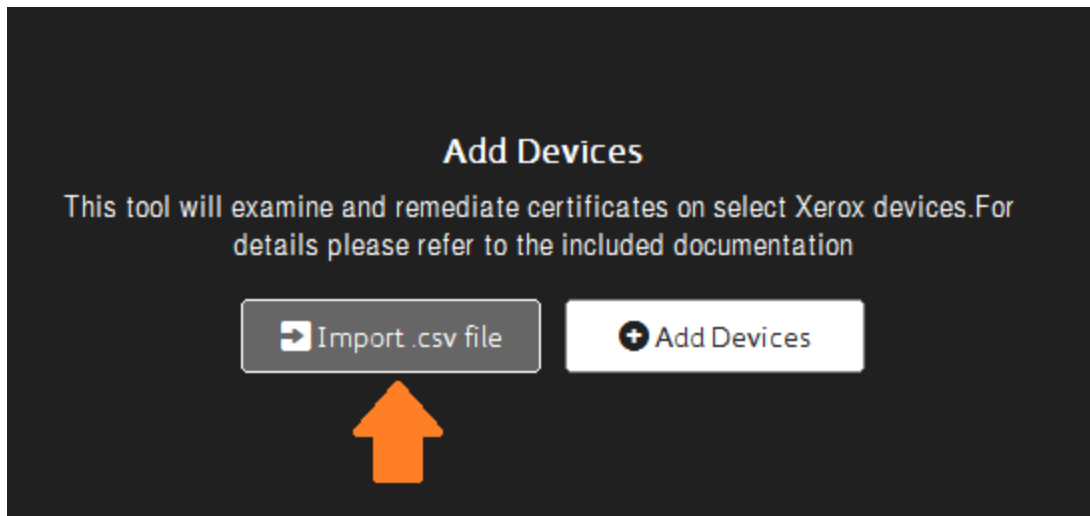 Add Devices
This tool will examine and remediate certificates on select Xerox devices.For
details please refer to the included documentation
Import .csv file
Add Devices